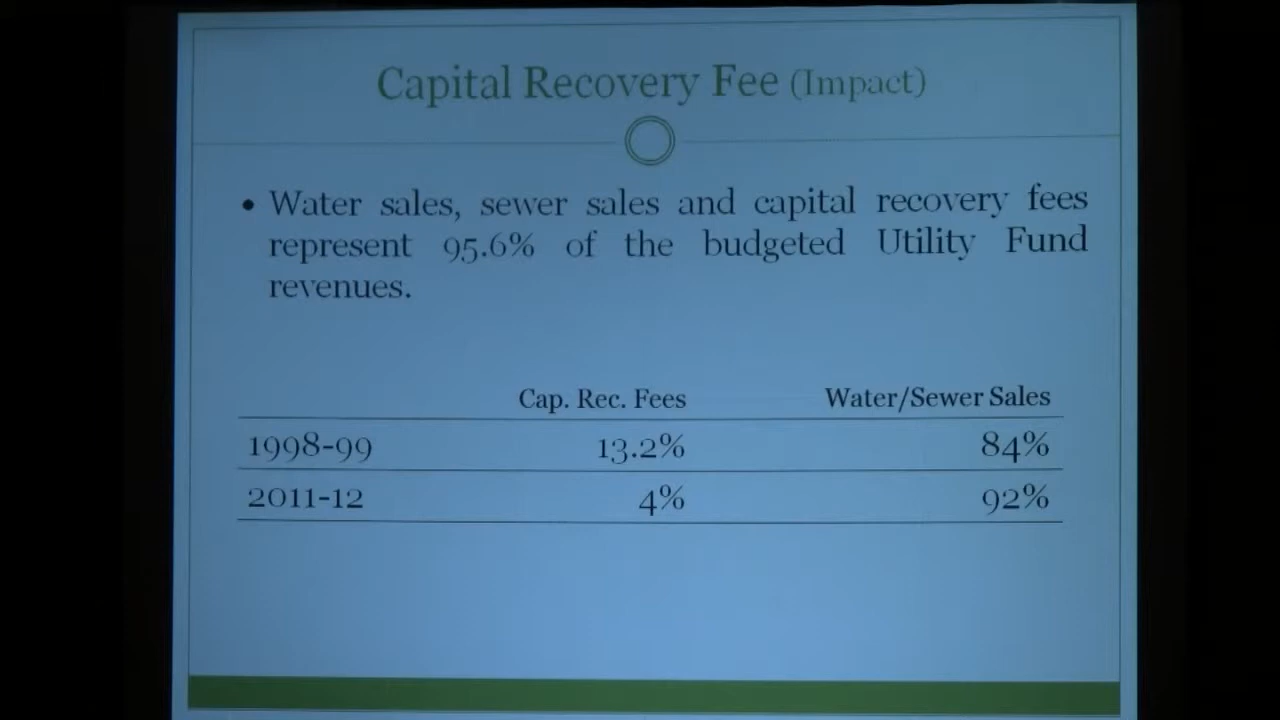 Capital Recovery Fee (Impact)
• Water sales, sewer sales and capital recovery fees
represent 95.6% of the budgeted Utility Fund
revenues.
Cap. Rec. Fees Water/Sewer Sales
1998-99 13.2% 84%
2011-12 4% 92%